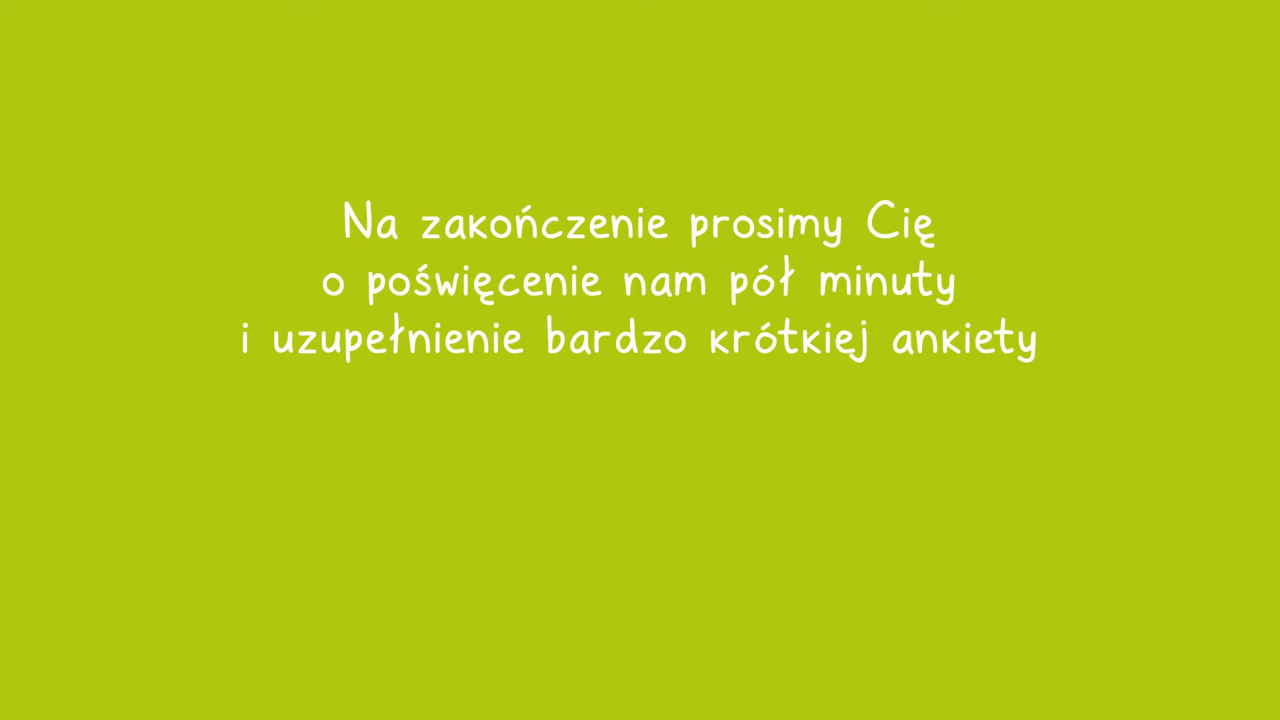 Na zakończenie prosimy Cię
o poświęcenie nam pół minuty
i uzupełnienie bardzo krótkiej ankiety